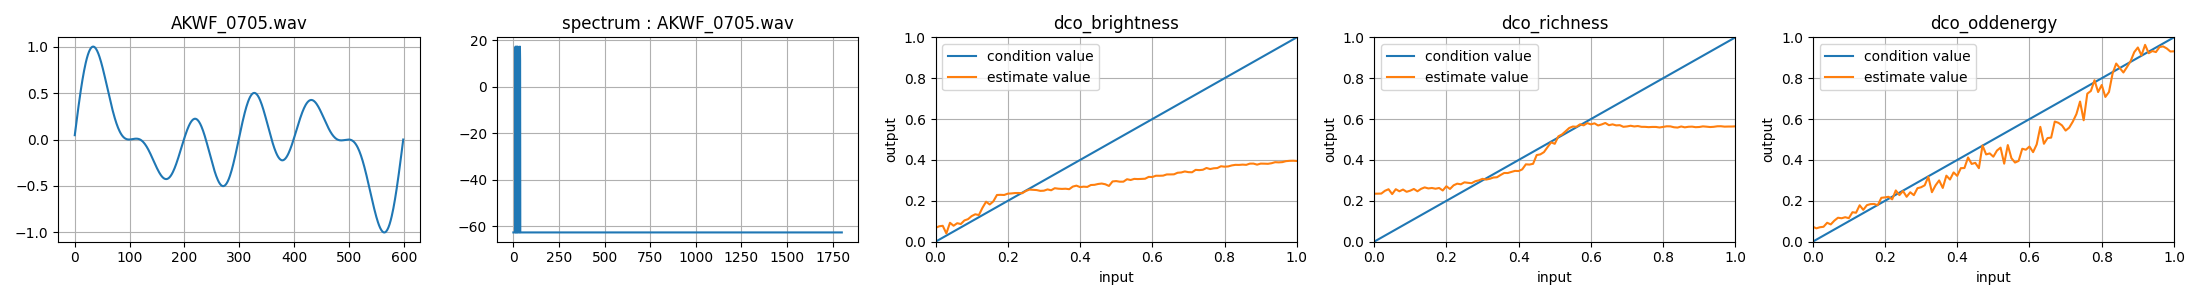 AKWF_0705.wav
1.0
0.5
0.0
−0.5
−1.0
0 100 200 300 400 500 600
spectrum : AKWF_0705.wav
20
0
−20
−40
−60
0 250 500 750 1000 1250 1500 1750
dco_brightness
condition value
estimate value
output
1.0
0.8
0.6
0.4
0.2
0.0
0.0 0.2 0.4 0.6 0.8 1.0
input
dco_richness
condition value
estimate value
output
1.0
0.8
0.6
0.4
0.2
0.0
0.0 0.2 0.4 0.6 0.8 1.0
input
dco_oddenergy
condition value
estimate value
output
1.0
0.8
0.6
0.4
0.2
0.0
0.0 0.2 0.4 0.6 0.8 1.0
input